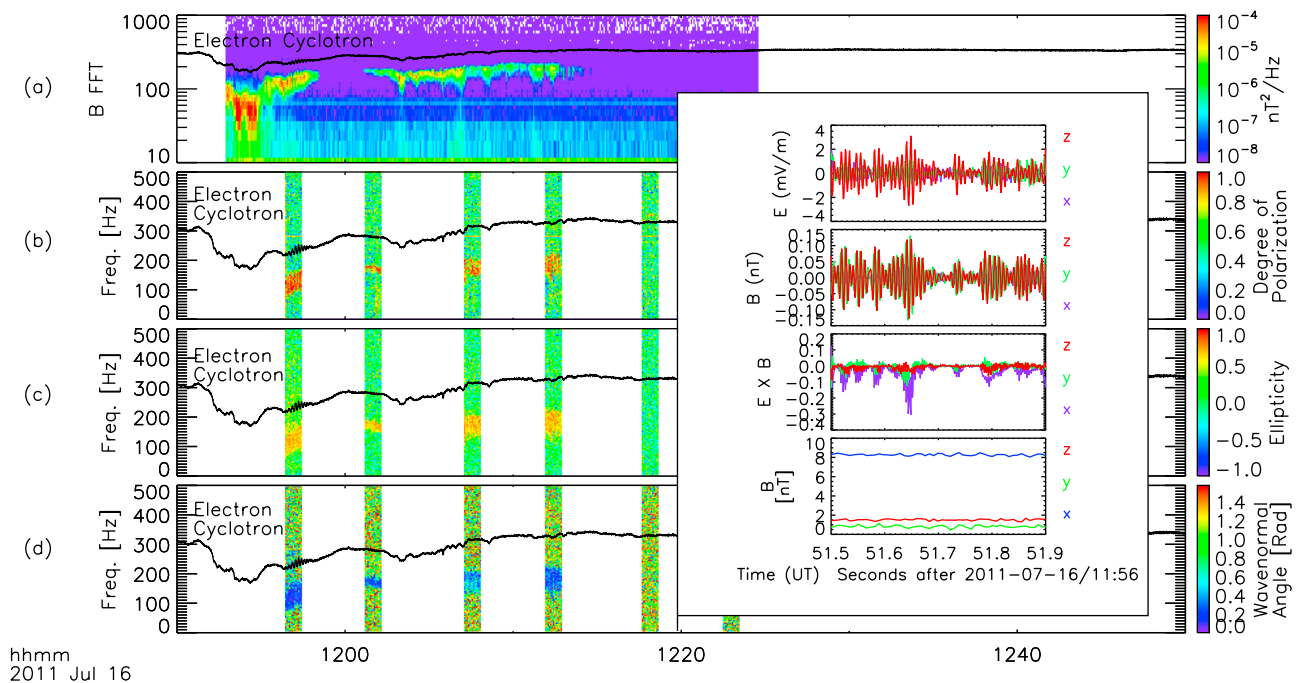 (a)
B FFT
1000
100
10
Electron Cyclotron
10⁻⁴
10⁻⁵
10⁻⁶
10⁻⁷
10⁻⁸
nT²/Hz
(b)
Freq. [Hz]
500
400
300
200
100
0
Electron
Cyclotron
1.0
0.8
0.6
0.4
0.2
0.0
Degree of
Polarization
(c)
Freq. [Hz]
500
400
300
200
100
0
Electron
Cyclotron
1.0
0.5
0.0
-0.5
-1.0
Ellipticity
(d)
Freq. [Hz]
500
400
300
200
100
0
Electron
Cyclotron
1.4
1.2
1.0
0.8
0.6
0.4
0.2
0.0
Wavenormal
Angle [Rad]
E (mV/m)
4
2
0
-2
-4
z
y
x
B (nT)
0.15
0.10
0.05
0.00
-0.05
-0.10
-0.15
z
y
x
E X B
0.2
0.1
0.0
-0.1
-0.2
-0.3
-0.4
z
y
x
B
[nT]
10
8
6
4
2
0
z
y
x
51.5 51.6 51.7 51.8 51.9
Time (UT) Seconds after 2011-07-16/11:56
hhmm
2011 Jul 16
1200 1220 1240